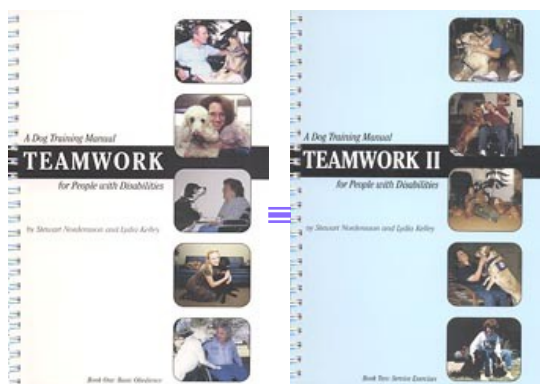 A Dog Training Manual
TEAMWORK
for People with Disabilities
by Stewart Nordensson and Lydia Kelley
Book One: Basic Obedience
A Dog Training Manual
TEAMWORK II
for People with Disabilities
by Stewart Nordensson and Lydia Kelley
Book Two: Service Exercises